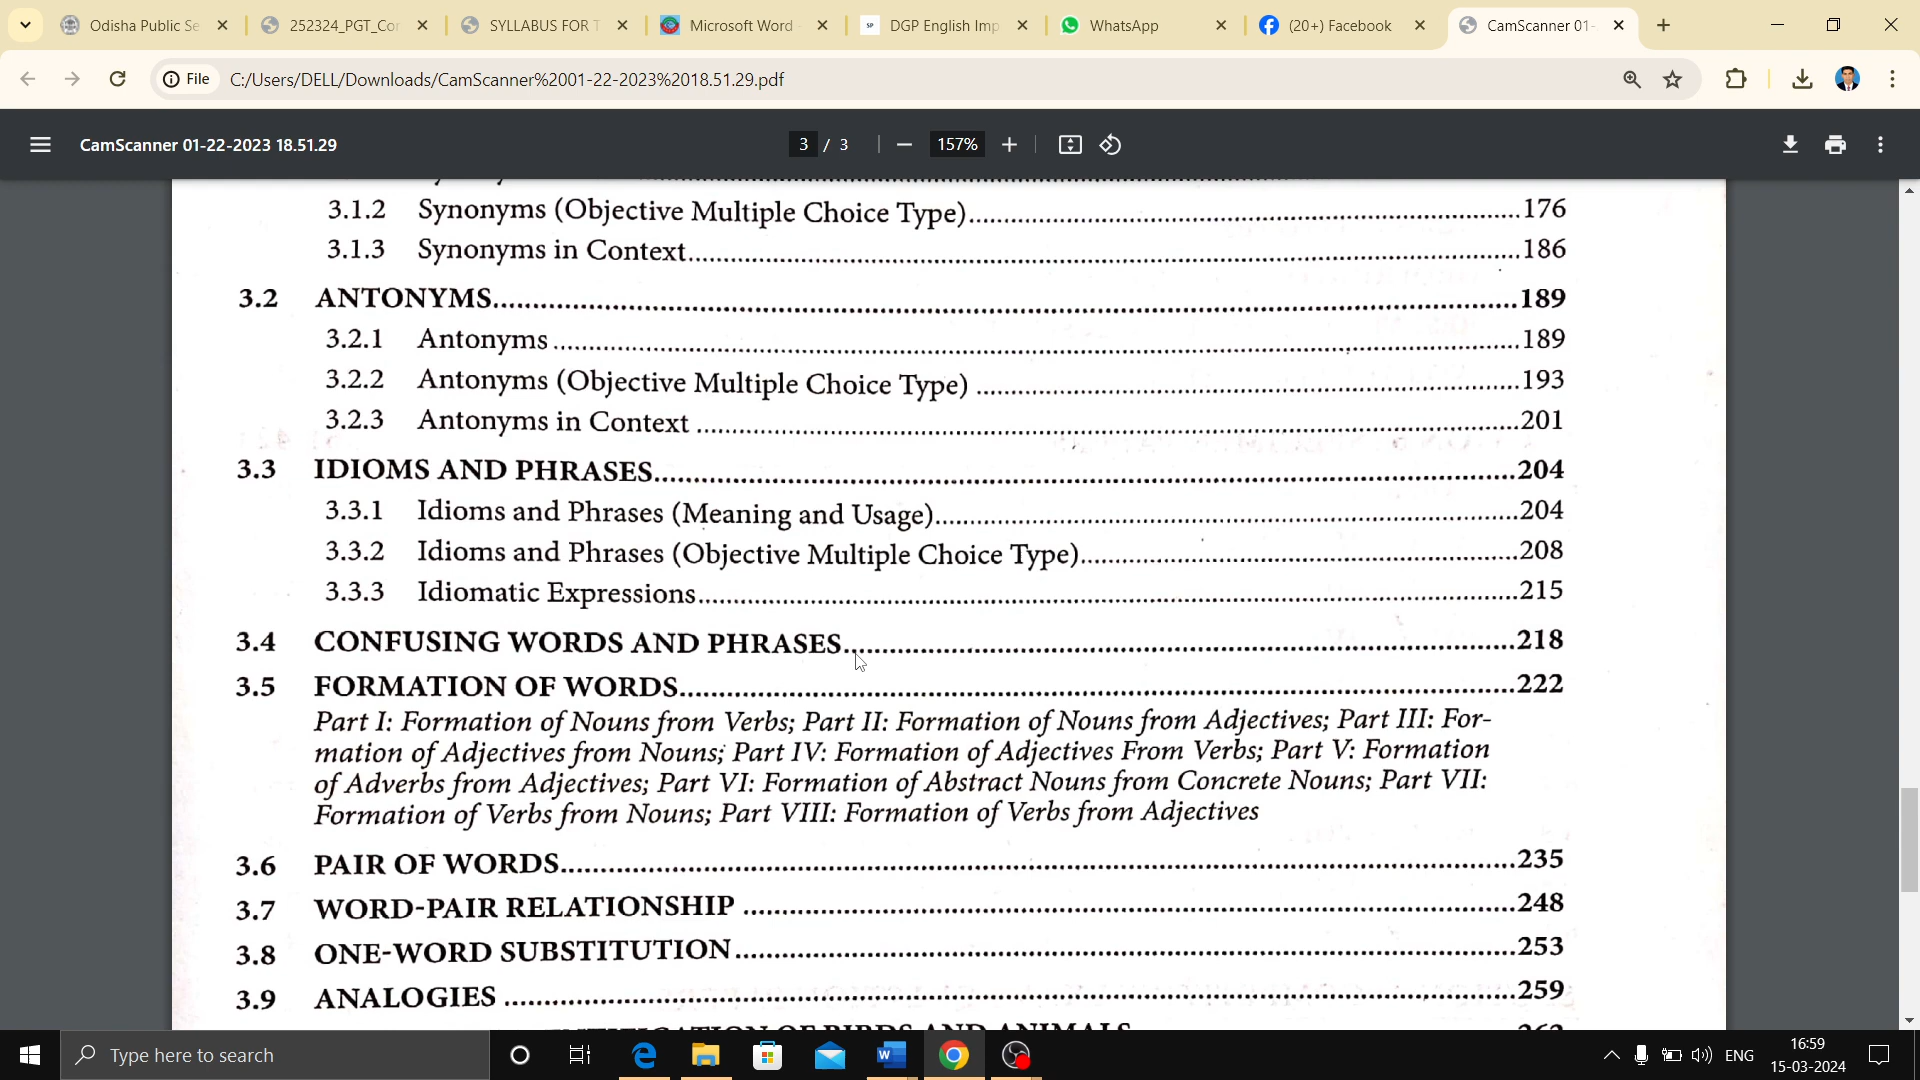 Odisha Public Se
252324_PGT_Cor
SYLLABUS FOR T
Microsoft Word -
DGP English Imp
WhatsApp
(20+) Facebook
CamScanner 01-
File
C:/Users/DELL/Downloads/CamScanner%2001-22-2023%2018.51.29.pdf
CamScanner 01-22-2023 18.51.29
3 / 3
157%
3.1.2 Synonyms (Objective Multiple Choice Type)...176
3.1.3 Synonyms in Context...186
3.2 ANTONYMS...189
3.2.1 Antonyms ...189
3.2.2 Antonyms (Objective Multiple Choice Type) ...193
3.2.3 Antonyms in Context ...201
3.3 IDIOMS AND PHRASES...204
3.3.1 Idioms and Phrases (Meaning and Usage)...204
3.3.2 Idioms and Phrases (Objective Multiple Choice Type)...208
3.3.3 Idiomatic Expressions...215
3.4 CONFUSING WORDS AND PHRASES...218
3.5 FORMATION OF WORDS...222
Part I: Formation of Nouns from Verbs; Part II: Formation of Nouns from Adjectives; Part III: For-
mation of Adjectives from Nouns; Part IV: Formation of Adjectives From Verbs; Part V: Formation
of Adverbs from Adjectives; Part VI: Formation of Abstract Nouns from Concrete Nouns; Part VII:
Formation of Verbs from Nouns; Part VIII: Formation of Verbs from Adjectives
3.6 PAIR OF WORDS...235
3.7 WORD-PAIR RELATIONSHIP ...248
3.8 ONE-WORD SUBSTITUTION...253
3.9 ANALOGIES ...259
OF BIRDS AND ANIMALS
Type here to search
ENG
16:59
15-03-2024